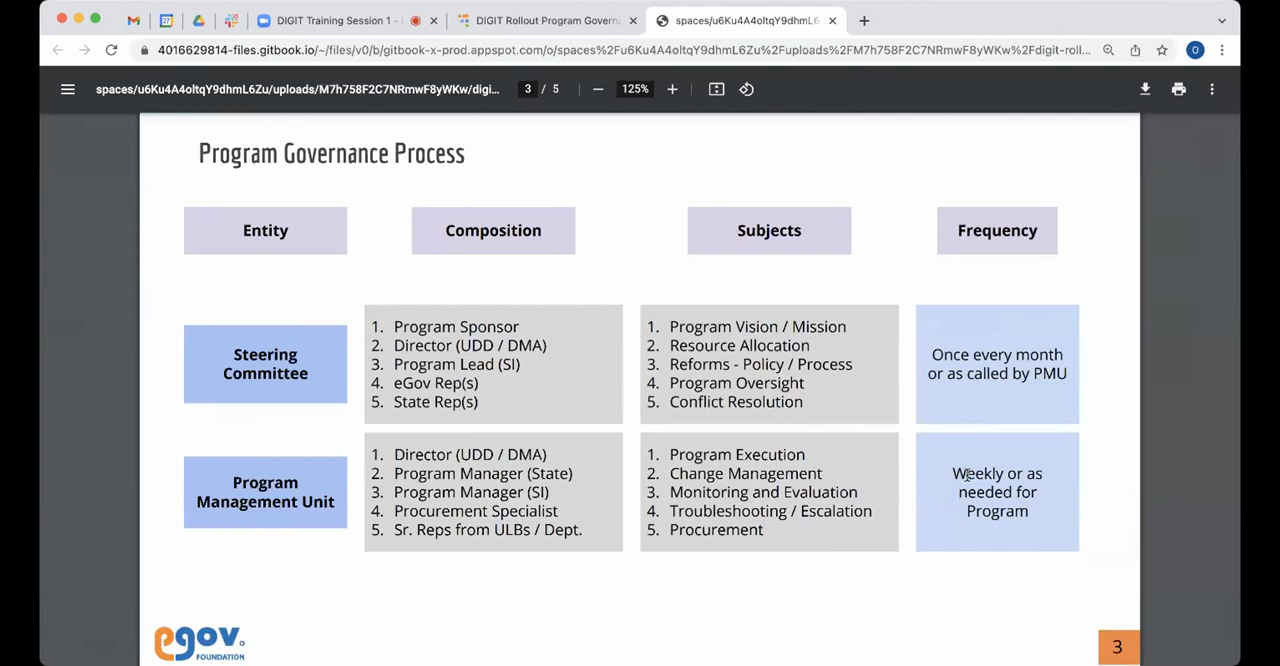 DIGIT Training Session 1 -
DIGIT Rollout Program Govern
spaces/u6Ku4A4oltqY9dhmL6
4016629814-files.gitbook.io/~/files/v0/b/gitbook-x-prod.appspot.com/o/spaces%2Fu6Ku4A4oltqY9dhmL6Zu%2Fuploads%2FM7h758F2C7NRmwF8yWKw%2Fdigit-roll...
O
spaces/u6Ku4A4oltqY9dhmL6Zu/uploads/M7h758F2C7NRmwF8yWKw/digi...
3 / 5
125%
Program Governance Process
Entity
Composition
Subjects
Frequency
Steering
Committee
1. Program Sponsor
2. Director (UDD / DMA)
3. Program Lead (SI)
4. eGov Rep(s)
5. State Rep(s)
1. Program Vision / Mission
2. Resource Allocation
3. Reforms - Policy / Process
4. Program Oversight
5. Conflict Resolution
Once every month
or as called by PMU
Program
Management Unit
1. Director (UDD / DMA)
2. Program Manager (State)
3. Program Manager (SI)
4. Procurement Specialist
5. Sr. Reps from ULBs / Dept.
1. Program Execution
2. Change Management
3. Monitoring and Evaluation
4. Troubleshooting / Escalation
5. Procurement
Weekly or as
needed for
Program
egov.
FOUNDATION
3